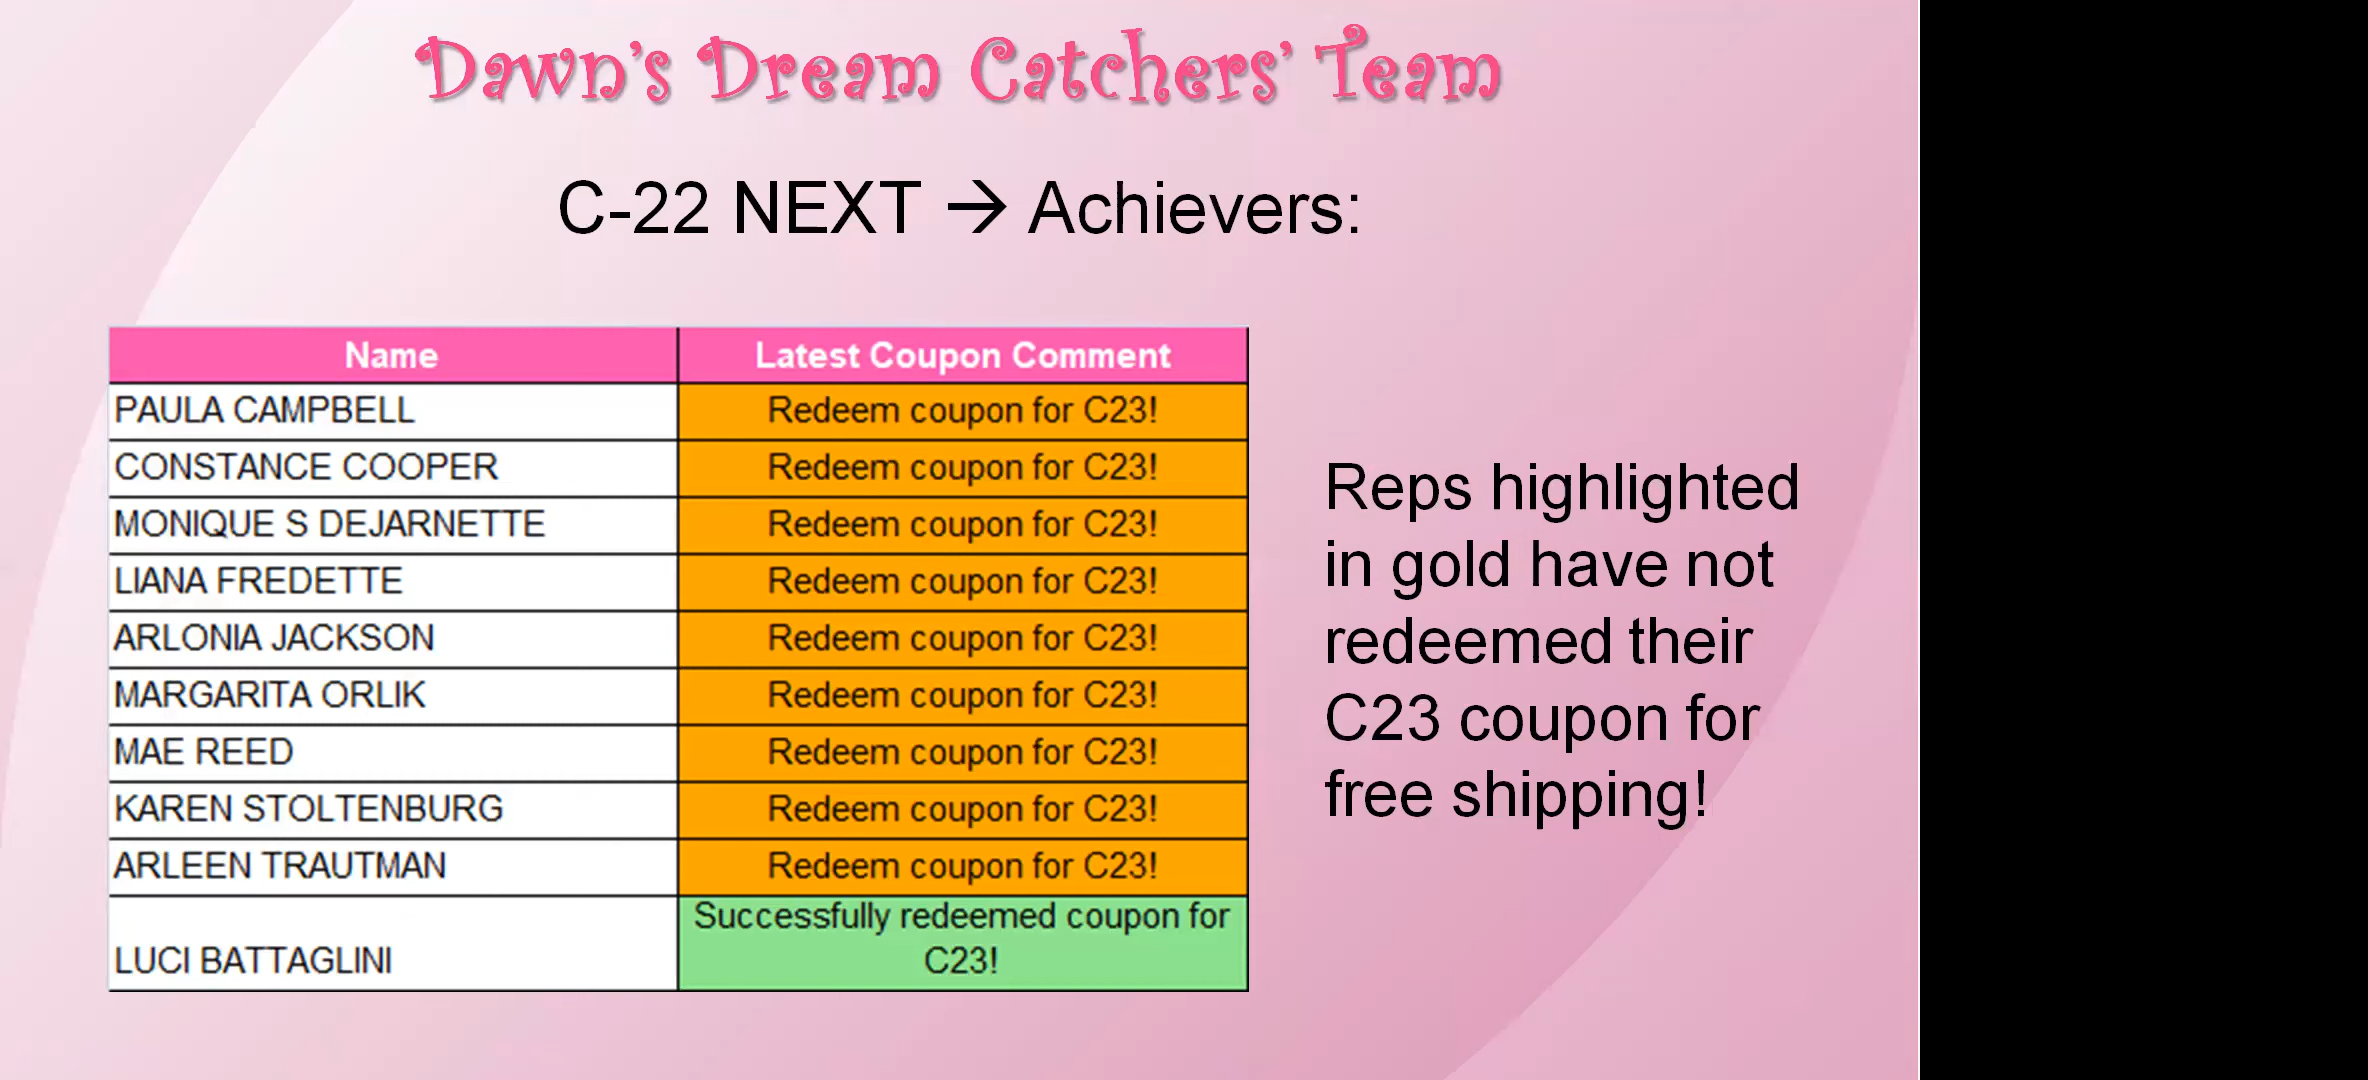 Dawn's Dream Catchers' Team
C-22 NEXT → Achievers:
Name Latest Coupon Comment
PAULA CAMPBELL Redeem coupon for C23!
CONSTANCE COOPER Redeem coupon for C23!
MONIQUE S DEJARNETTE Redeem coupon for C23!
LIANA FREDETTE Redeem coupon for C23!
ARLONIA JACKSON Redeem coupon for C23!
MARGARITA ORLIK Redeem coupon for C23!
MAE REED Redeem coupon for C23!
KAREN STOLTENBURG Redeem coupon for C23!
ARLEEN TRAUTMAN Redeem coupon for C23!
LUCI BATTAGLINI Successfully redeemed coupon for
C23!
Reps highlighted
in gold have not
redeemed their
C23 coupon for
free shipping!